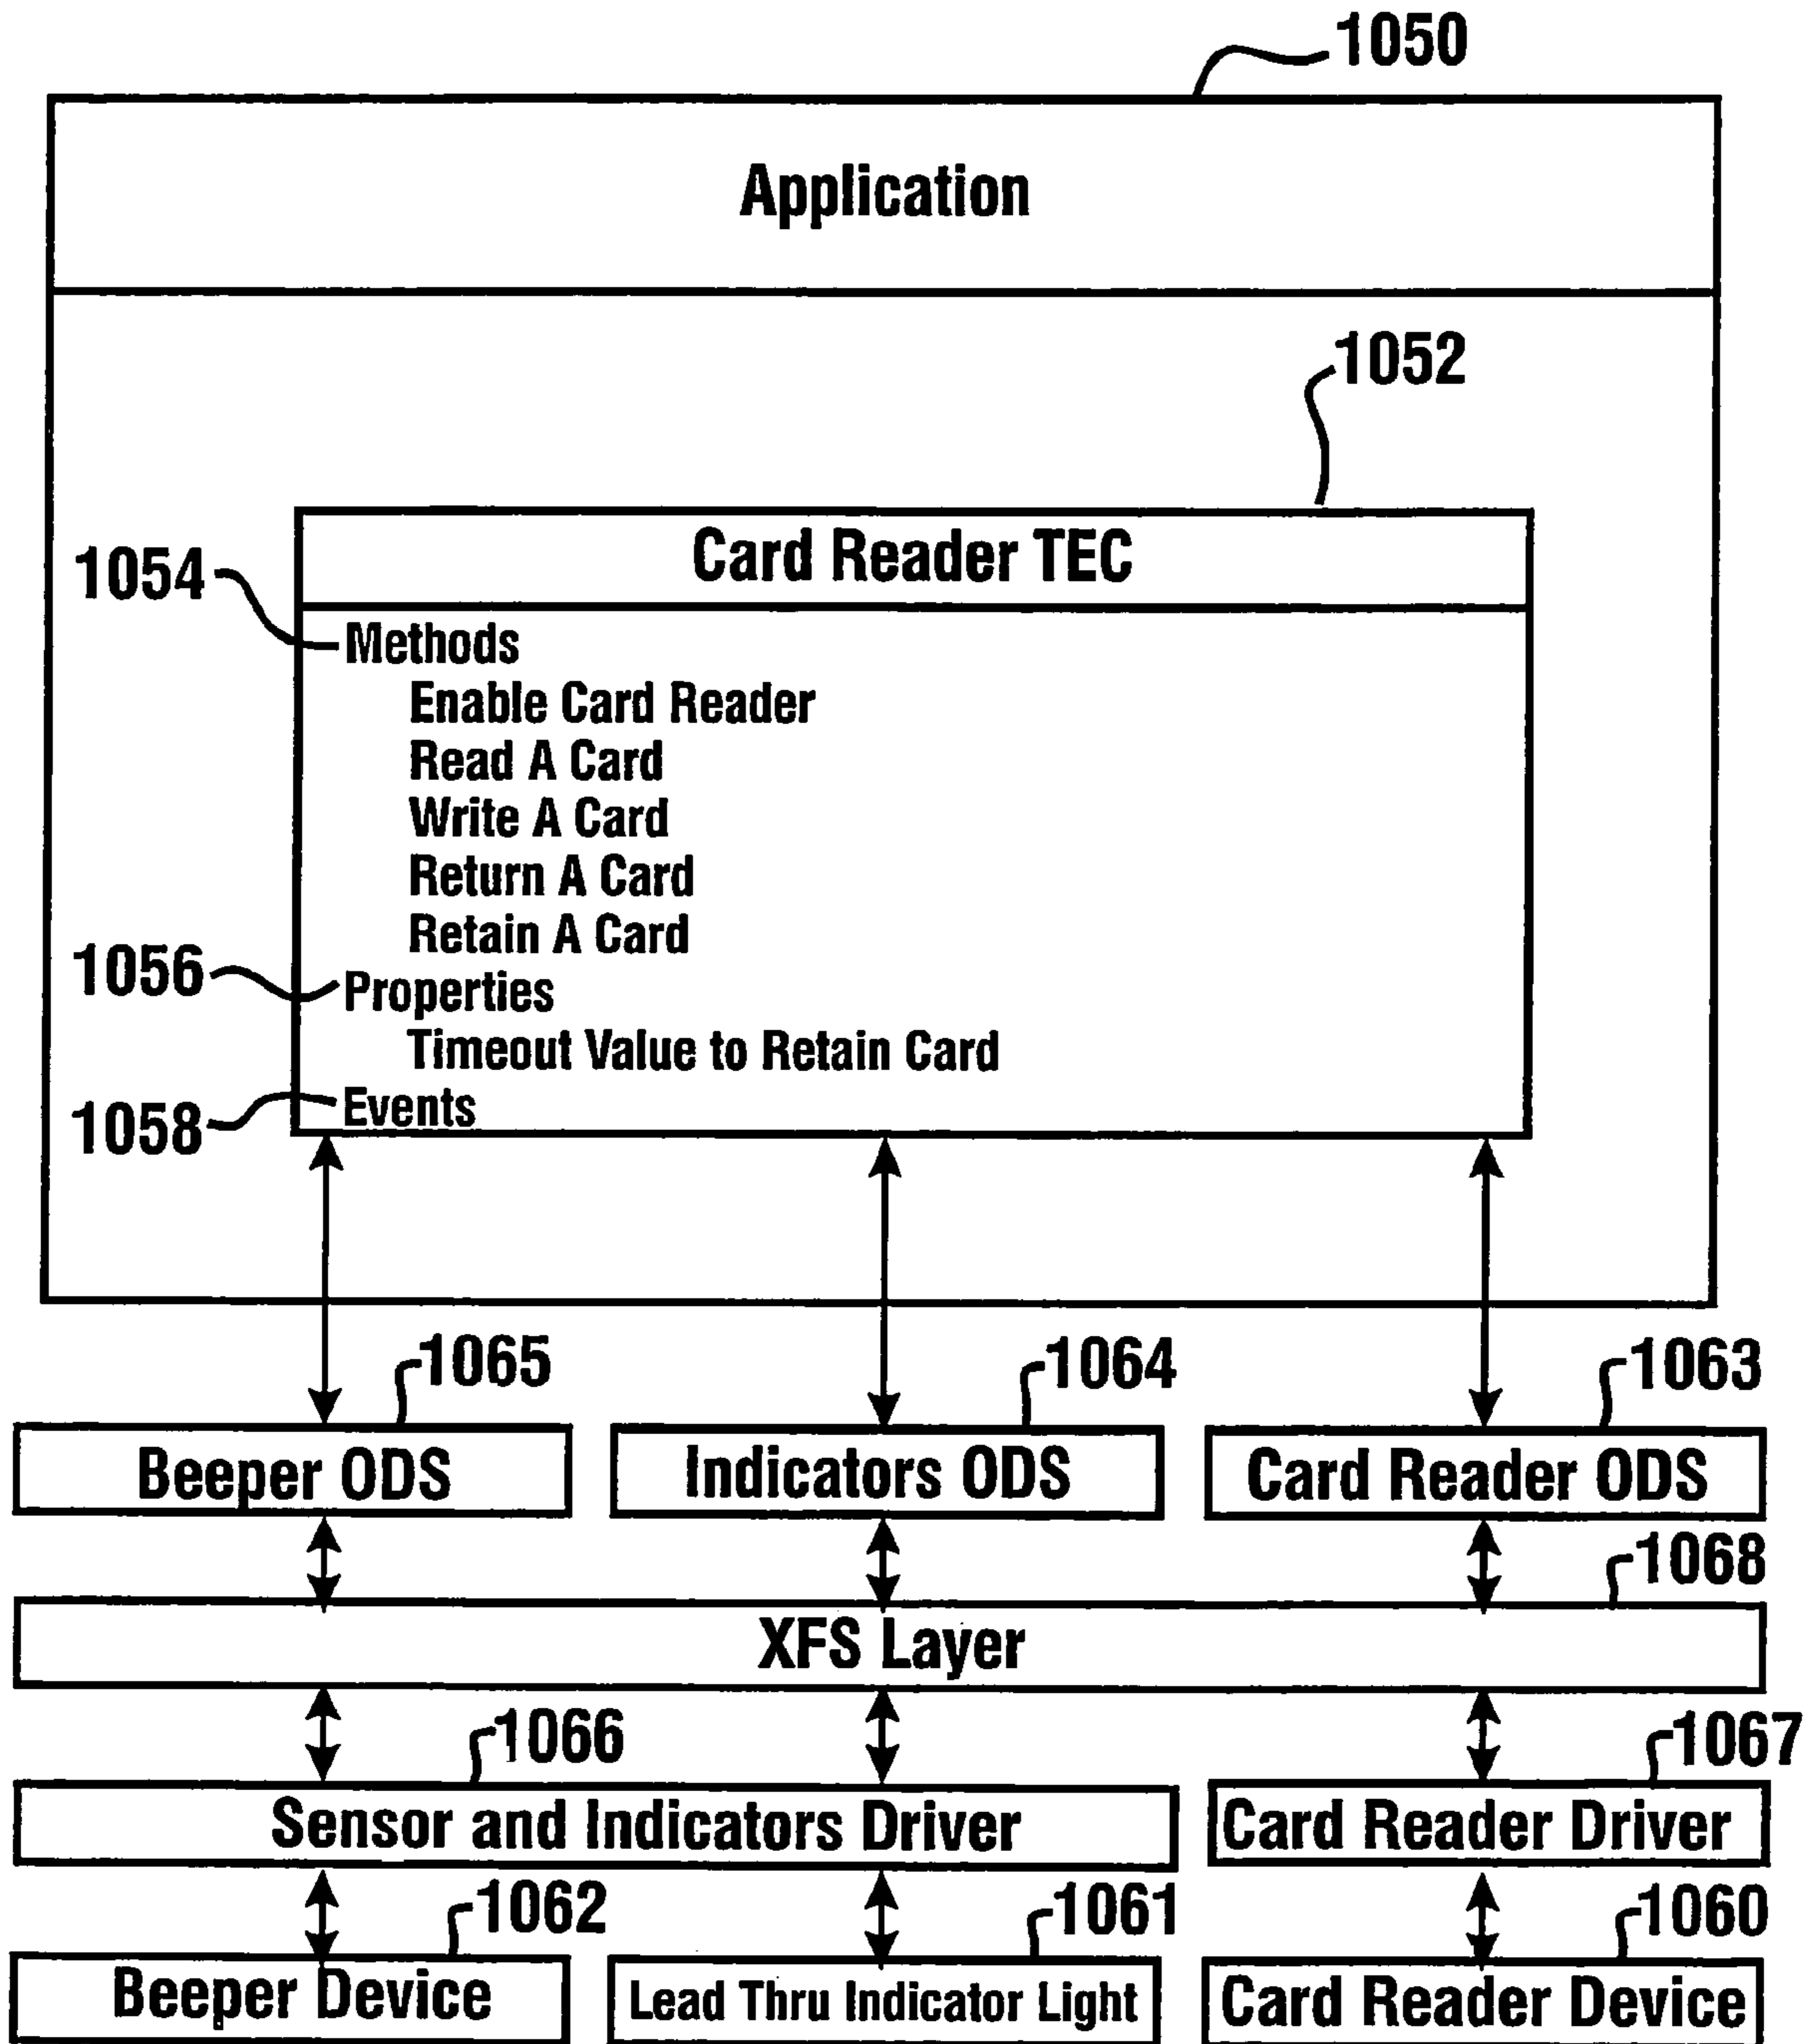 1050
Application
1052
Card Reader TEC
1054
Methods
Enable Card Reader
Read A Card
Write A Card
Return A Card
Retain A Card
1056
Properties
Timeout Value to Retain Card
1058
Events
1065
1064
1063
Beeper ODS
Indicators ODS
Card Reader ODS
1068
XFS Layer
1066
1067
Sensor and Indicators Driver
Card Reader Driver
1062
1061
1060
Beeper Device
Lead Thru Indicator Light
Card Reader Device